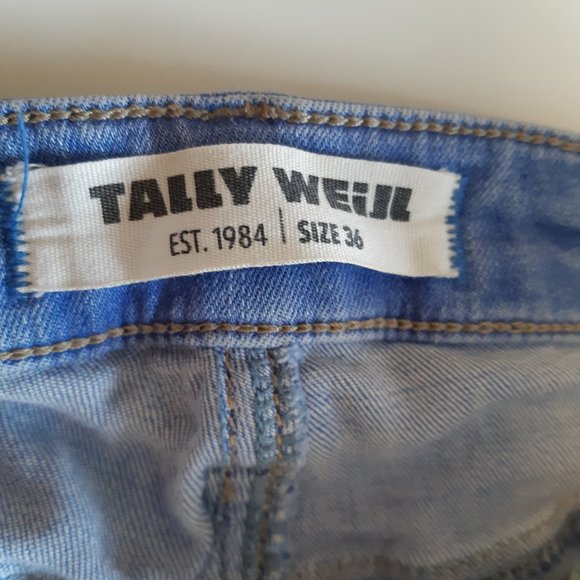 TALLY WEiJL
EST. 1984 | SIZE 36